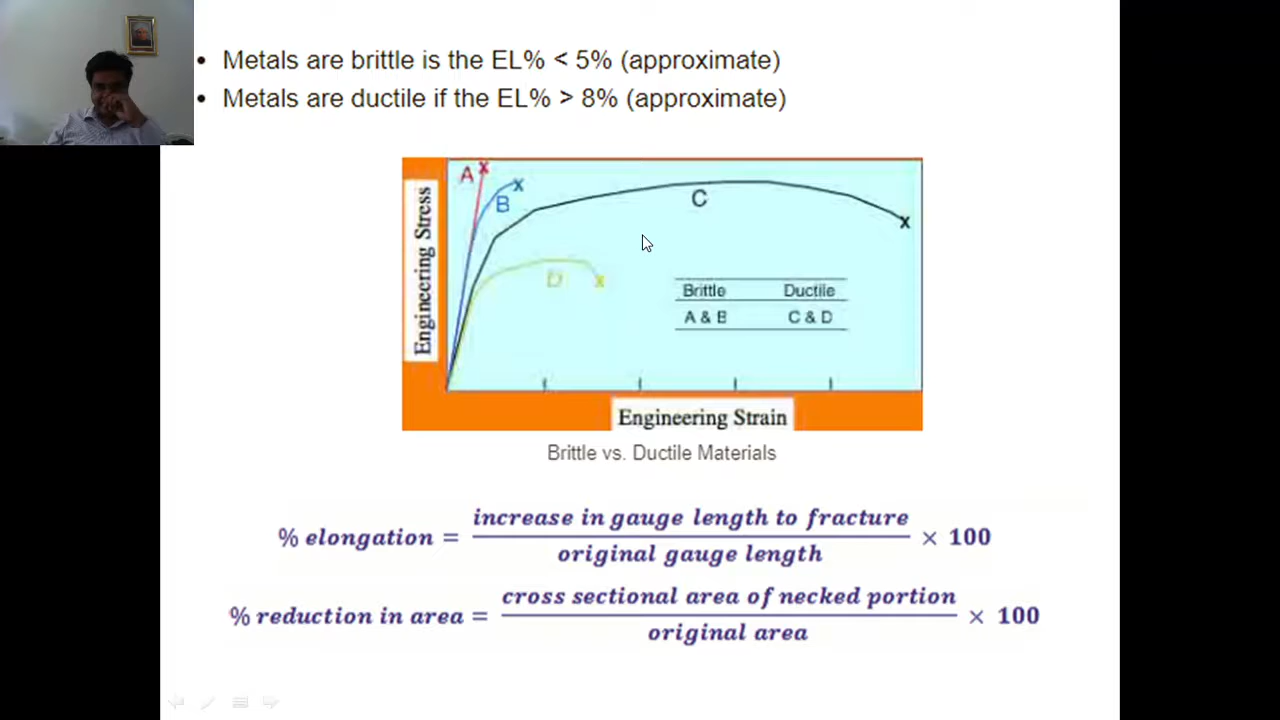 • Metals are brittle is the EL% < 5% (approximate)
• Metals are ductile if the EL% > 8% (approximate)
Engineering Stress
A
B
C
D
Brittle Ductile
A & B C & D
Engineering Strain
Brittle vs. Ductile Materials
% elongation = increase in gauge length to fracture / original gauge length × 100
% reduction in area = cross sectional area of necked portion / original area × 100